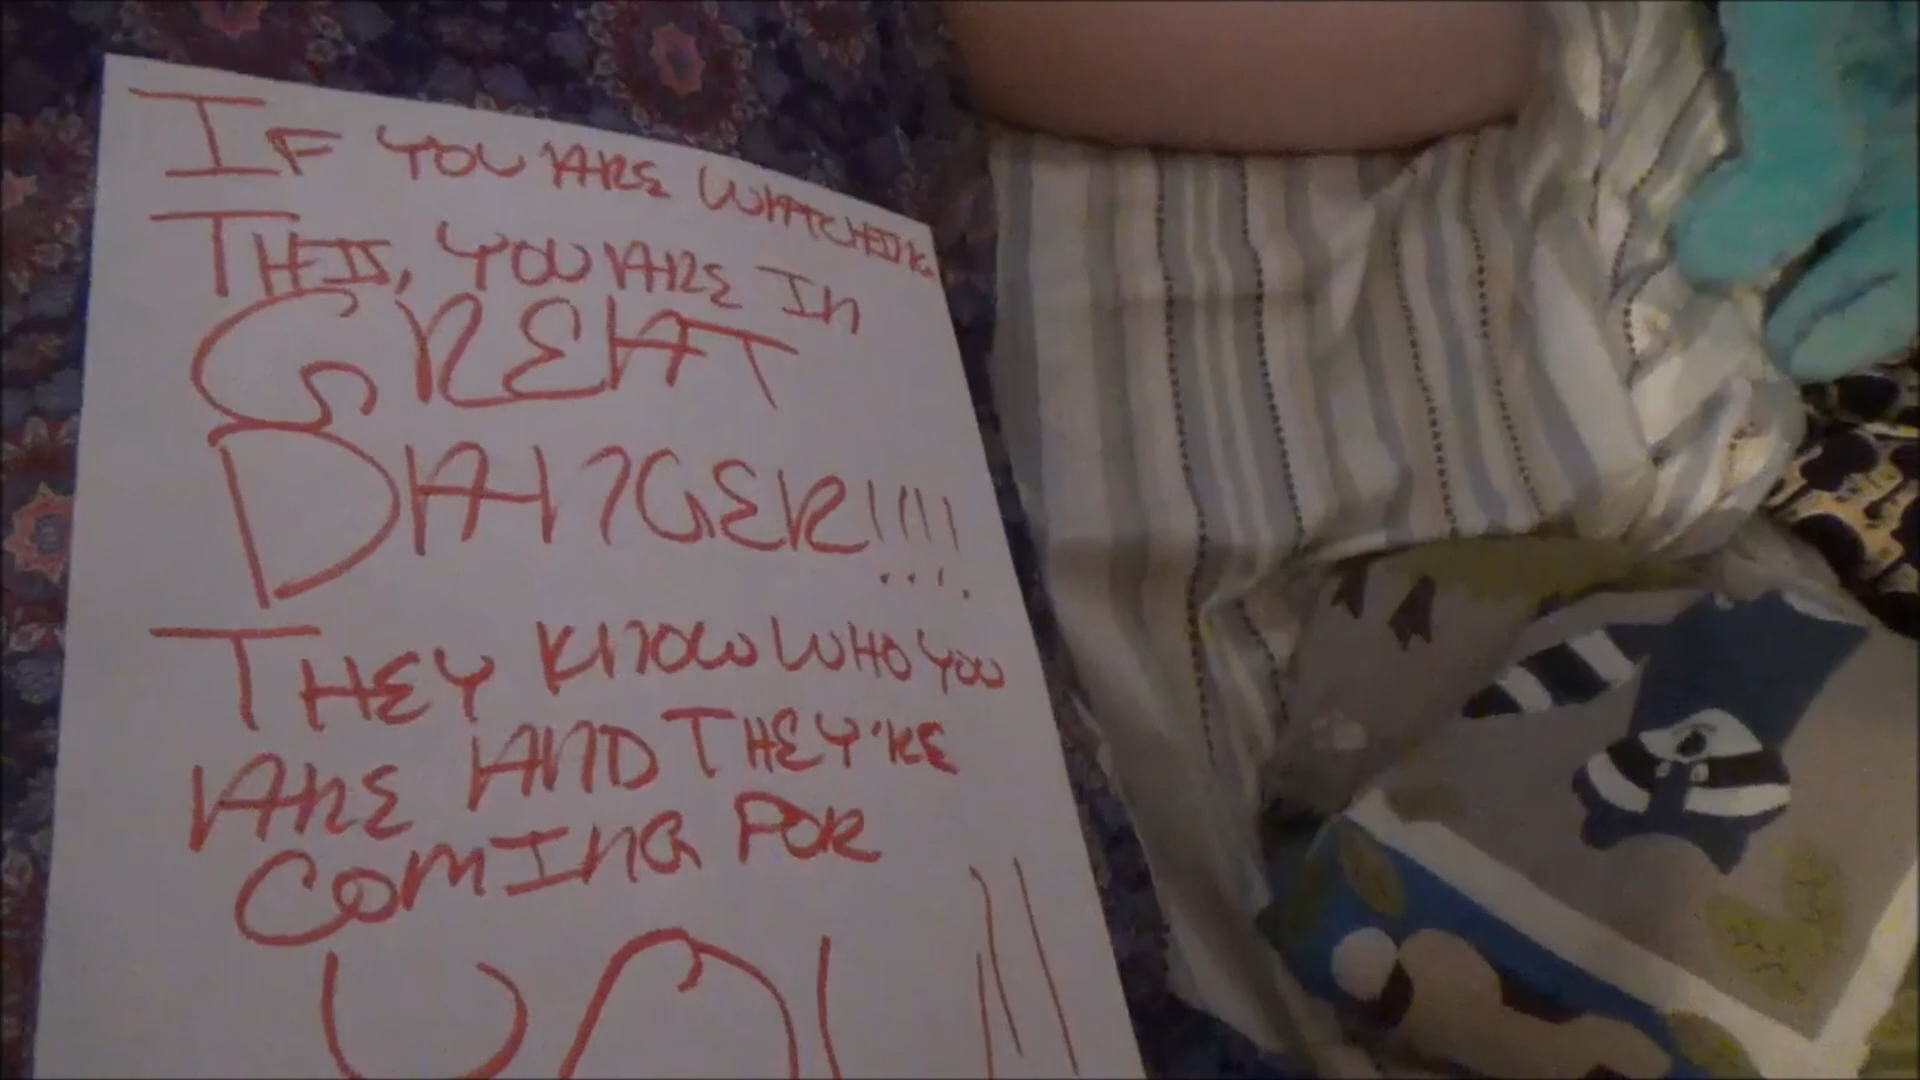 IF YOU ARE WATCHING
THIS, YOU ARE IN
GREAT
DANGER!!!!
THEY KNOW WHO YOU
ARE AND THEY'RE
COMING FOR